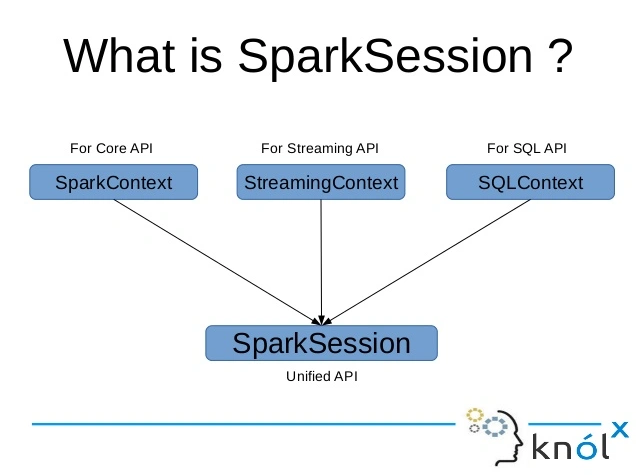 What is SparkSession ?
For Core API
For Streaming API
For SQL API
SparkContext
StreamingContext
SQLContext
SparkSession
Unified API
knólx